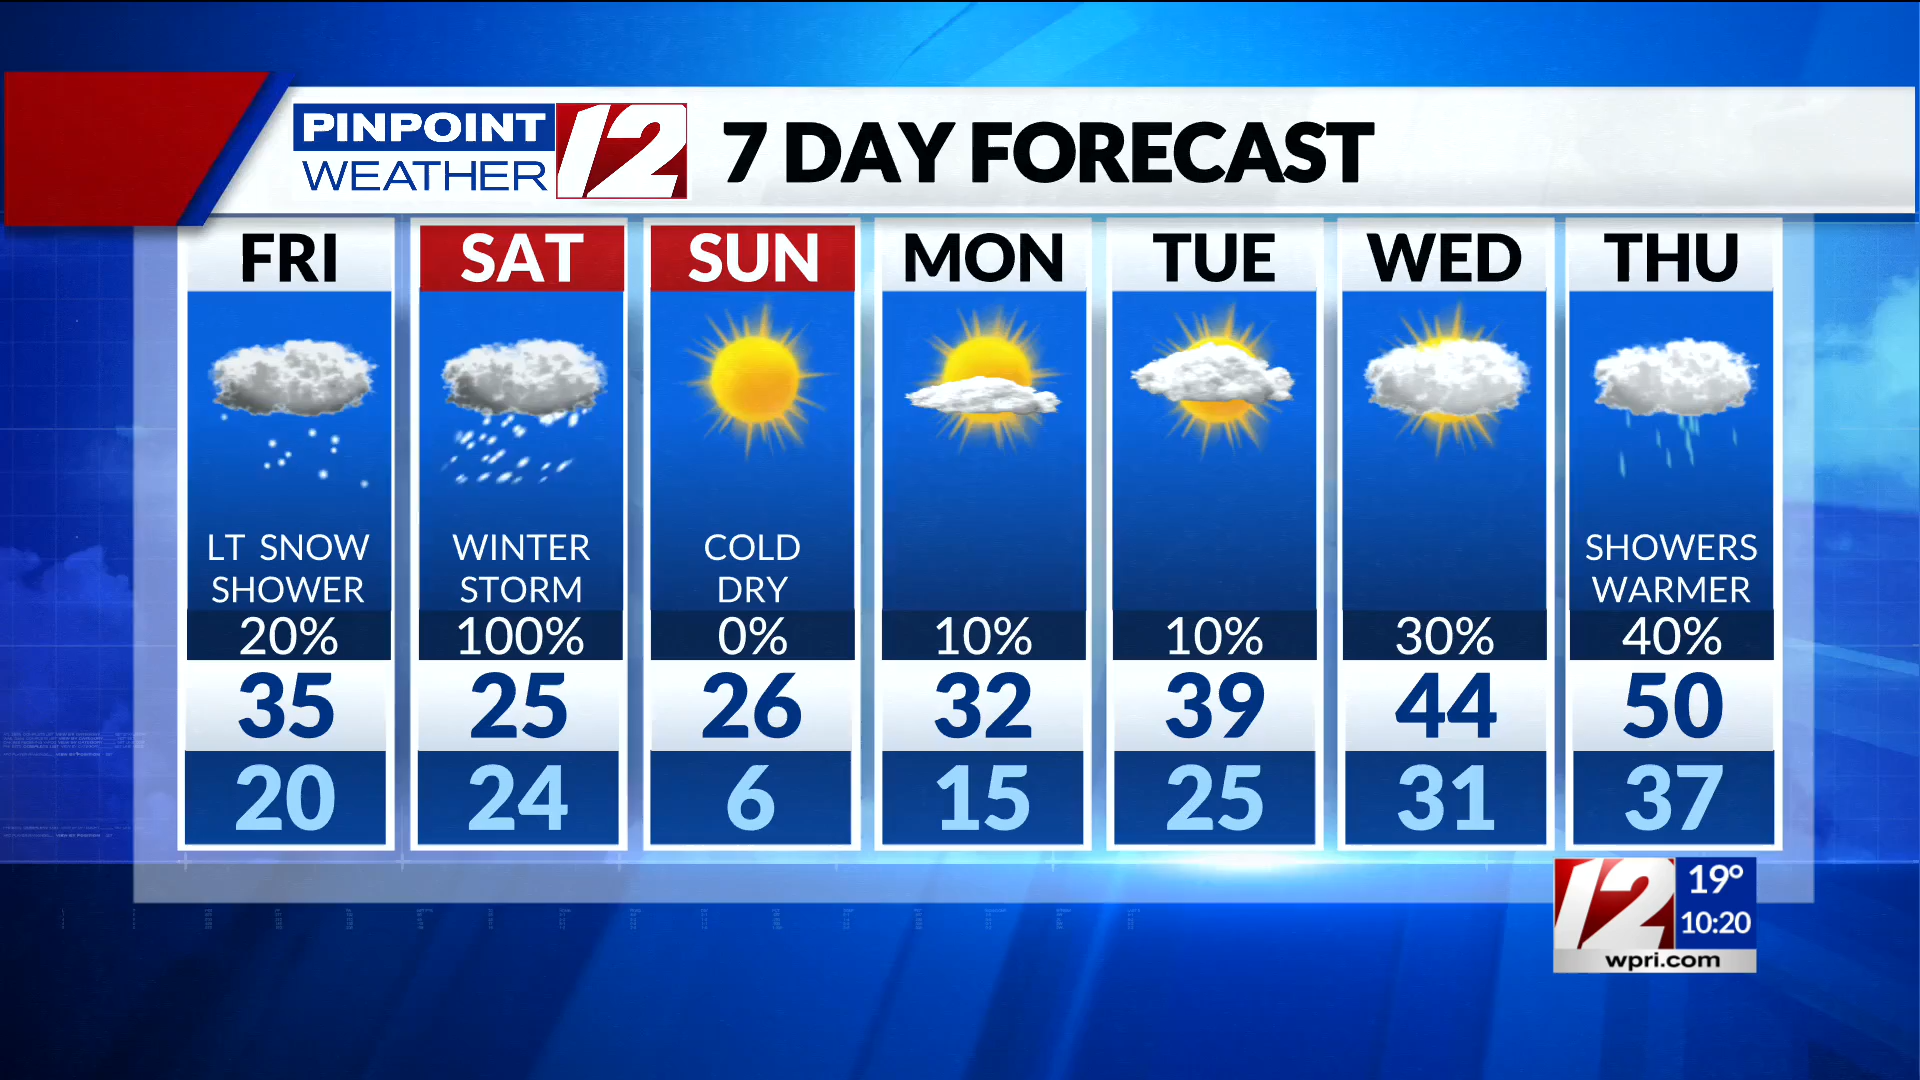 PINPOINT
WEATHER 12
7 DAY FORECAST
FRI SAT SUN MON TUE WED THU
LT SNOW WINTER COLD SHOWERS
SHOWER STORM DRY WARMER
20% 100% 0% 10% 10% 30% 40%
35 25 26 32 39 44 50
20 24 6 15 25 31 37
12 19°
10:20
wpri.com